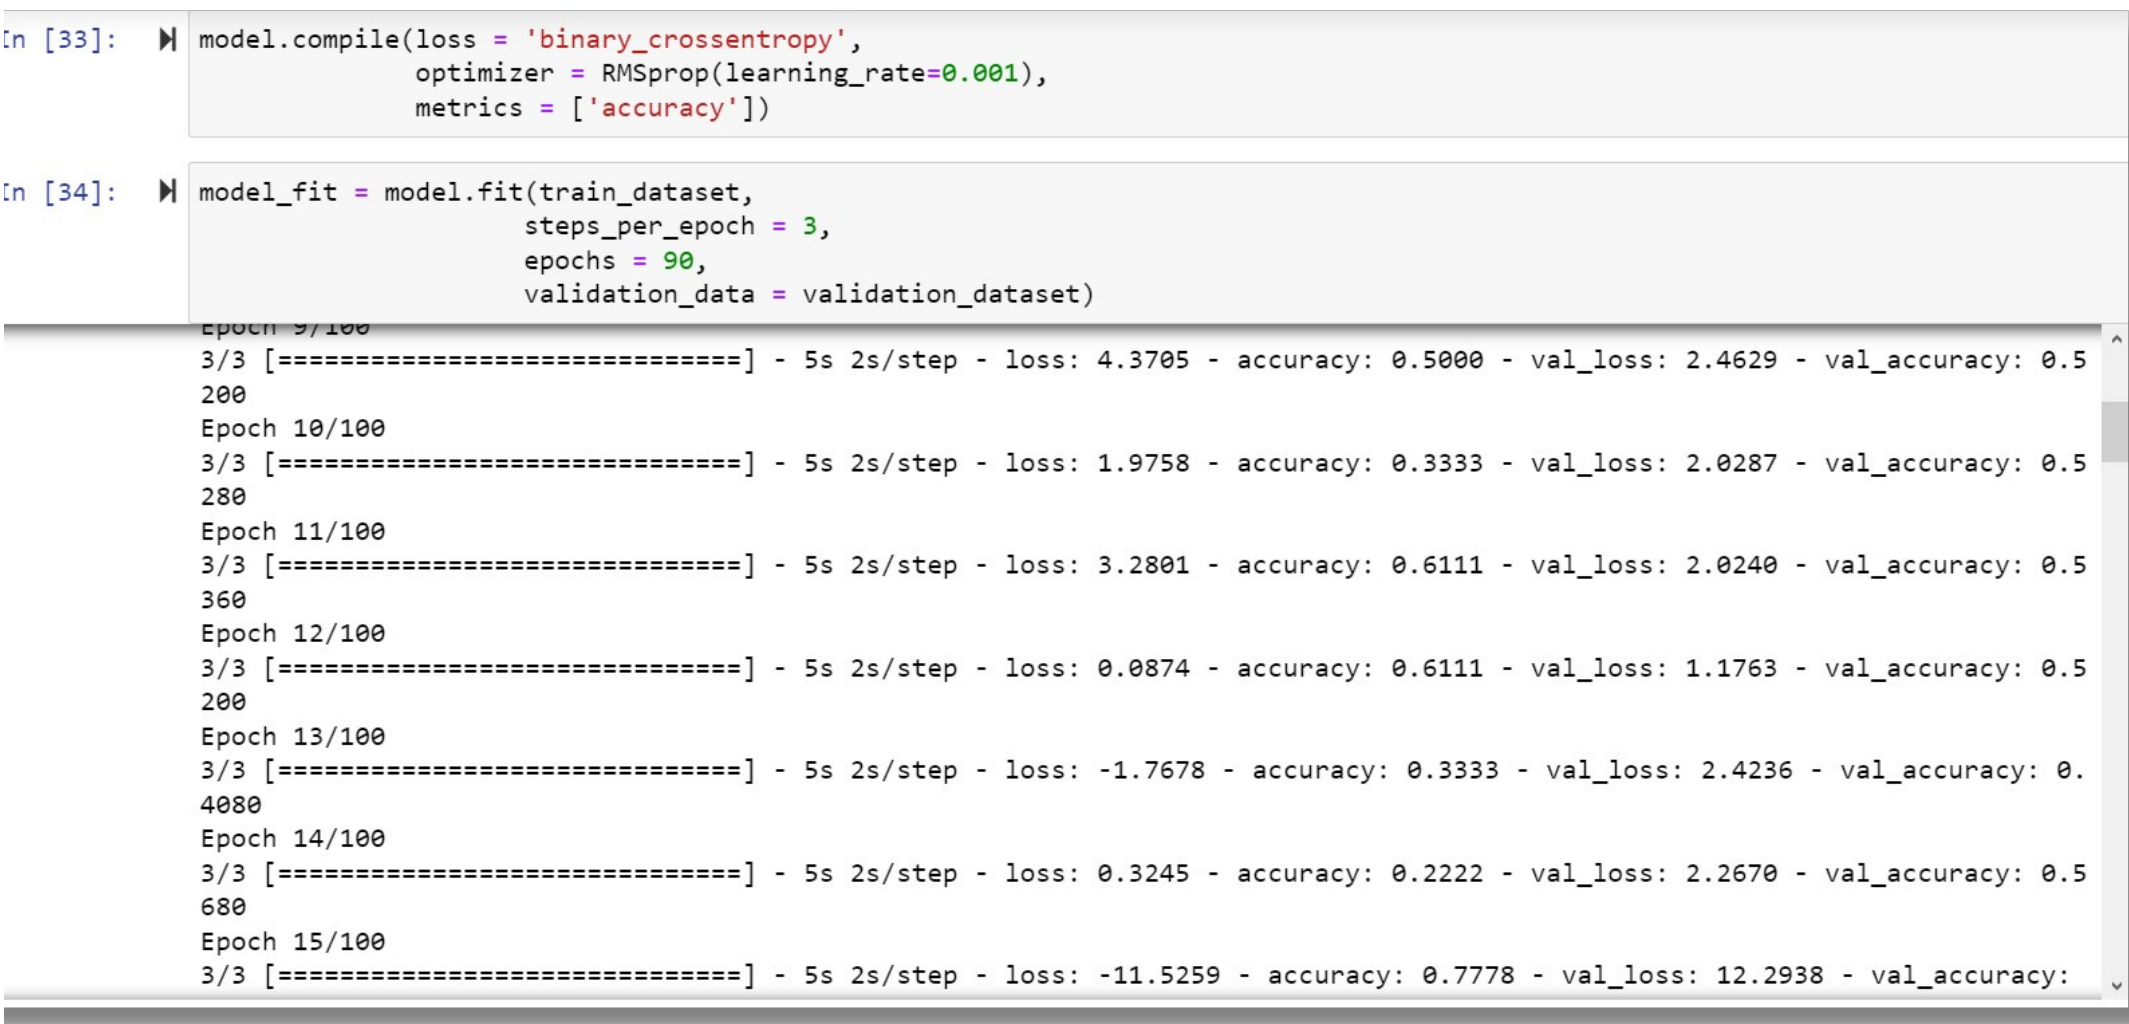 In [33]: model.compile(loss = 'binary_crossentropy',
optimizer = RMSprop(learning_rate=0.001),
metrics = ['accuracy'])
In [34]: model_fit = model.fit(train_dataset,
steps_per_epoch = 3,
epochs = 90,
validation_data = validation_dataset)
Epoch 9/100
3/3 [==============================] - 5s 2s/step - loss: 4.3705 - accuracy: 0.5000 - val_loss: 2.4629 - val_accuracy: 0.5
200
Epoch 10/100
3/3 [==============================] - 5s 2s/step - loss: 1.9758 - accuracy: 0.3333 - val_loss: 2.0287 - val_accuracy: 0.5
280
Epoch 11/100
3/3 [==============================] - 5s 2s/step - loss: 3.2801 - accuracy: 0.6111 - val_loss: 2.0240 - val_accuracy: 0.5
360
Epoch 12/100
3/3 [==============================] - 5s 2s/step - loss: 0.0874 - accuracy: 0.6111 - val_loss: 1.1763 - val_accuracy: 0.5
200
Epoch 13/100
3/3 [==============================] - 5s 2s/step - loss: -1.7678 - accuracy: 0.3333 - val_loss: 2.4236 - val_accuracy: 0.
4080
Epoch 14/100
3/3 [==============================] - 5s 2s/step - loss: 0.3245 - accuracy: 0.2222 - val_loss: 2.2670 - val_accuracy: 0.5
680
Epoch 15/100
3/3 [==============================] - 5s 2s/step - loss: -11.5259 - accuracy: 0.7778 - val_loss: 12.2938 - val_accuracy: